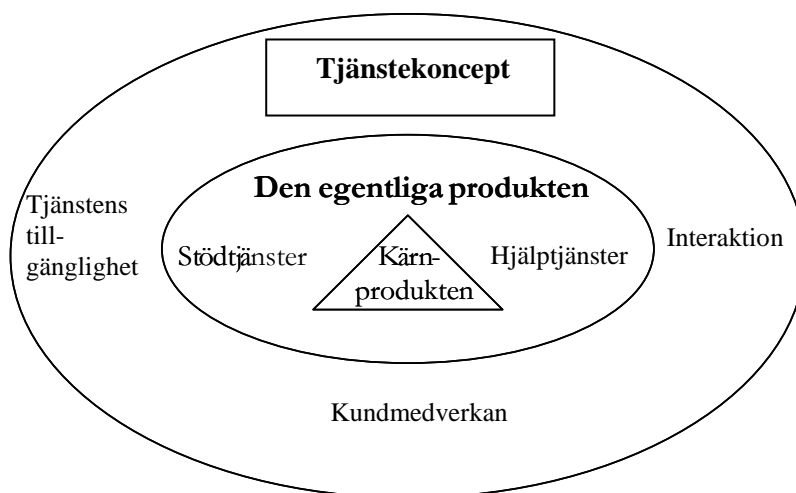 Tjänstekoncept
Den egentliga produkten
Tjänstens
till-
gänglighet
Stödtjänster
Kärn-
produkten
Hjälptjänster
Interaktion
Kundmedverkan